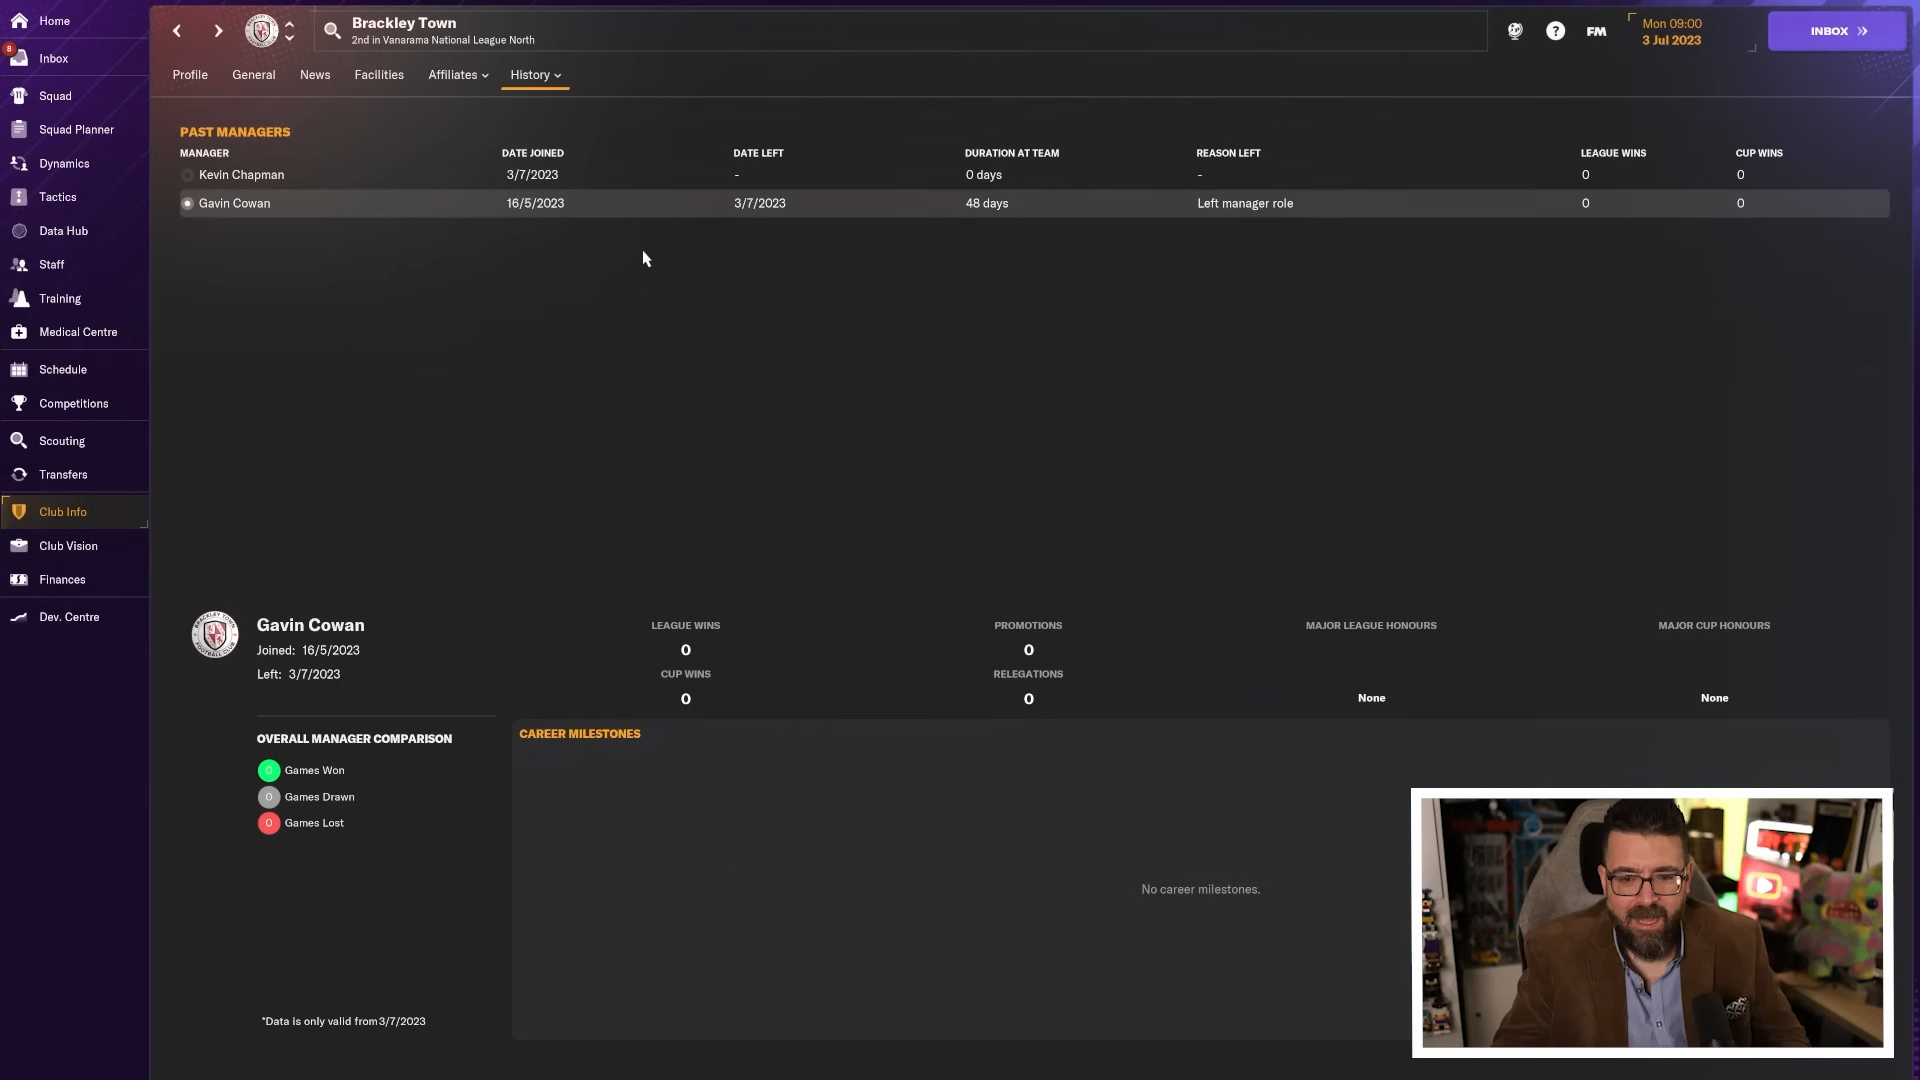 Home
8
Inbox
Squad
Squad Planner
Dynamics
Tactics
Data Hub
Staff
Training
Medical Centre
Schedule
Competitions
Scouting
Transfers
Club Info
Club Vision
Finances
Dev. Centre
Brackley Town
2nd in Vanarama National League North
?
FM
Mon 09:00
3 Jul 2023
INBOX
Profile General News Facilities Affiliates History
PAST MANAGERS
MANAGER DATE JOINED DATE LEFT DURATION AT TEAM REASON LEFT LEAGUE WINS CUP WINS
Kevin Chapman 3/7/2023 - 0 days - 0 0
Gavin Cowan 16/5/2023 3/7/2023 48 days Left manager role 0 0
Gavin Cowan
Joined: 16/5/2023
Left: 3/7/2023
LEAGUE WINS PROMOTIONS MAJOR LEAGUE HONOURS MAJOR CUP HONOURS
0 0
CUP WINS RELEGATIONS
0 0 None None
OVERALL MANAGER COMPARISON
0 Games Won
0 Games Drawn
0 Games Lost
*Data is only valid from 3/7/2023
CAREER MILESTONES
No career milestones.